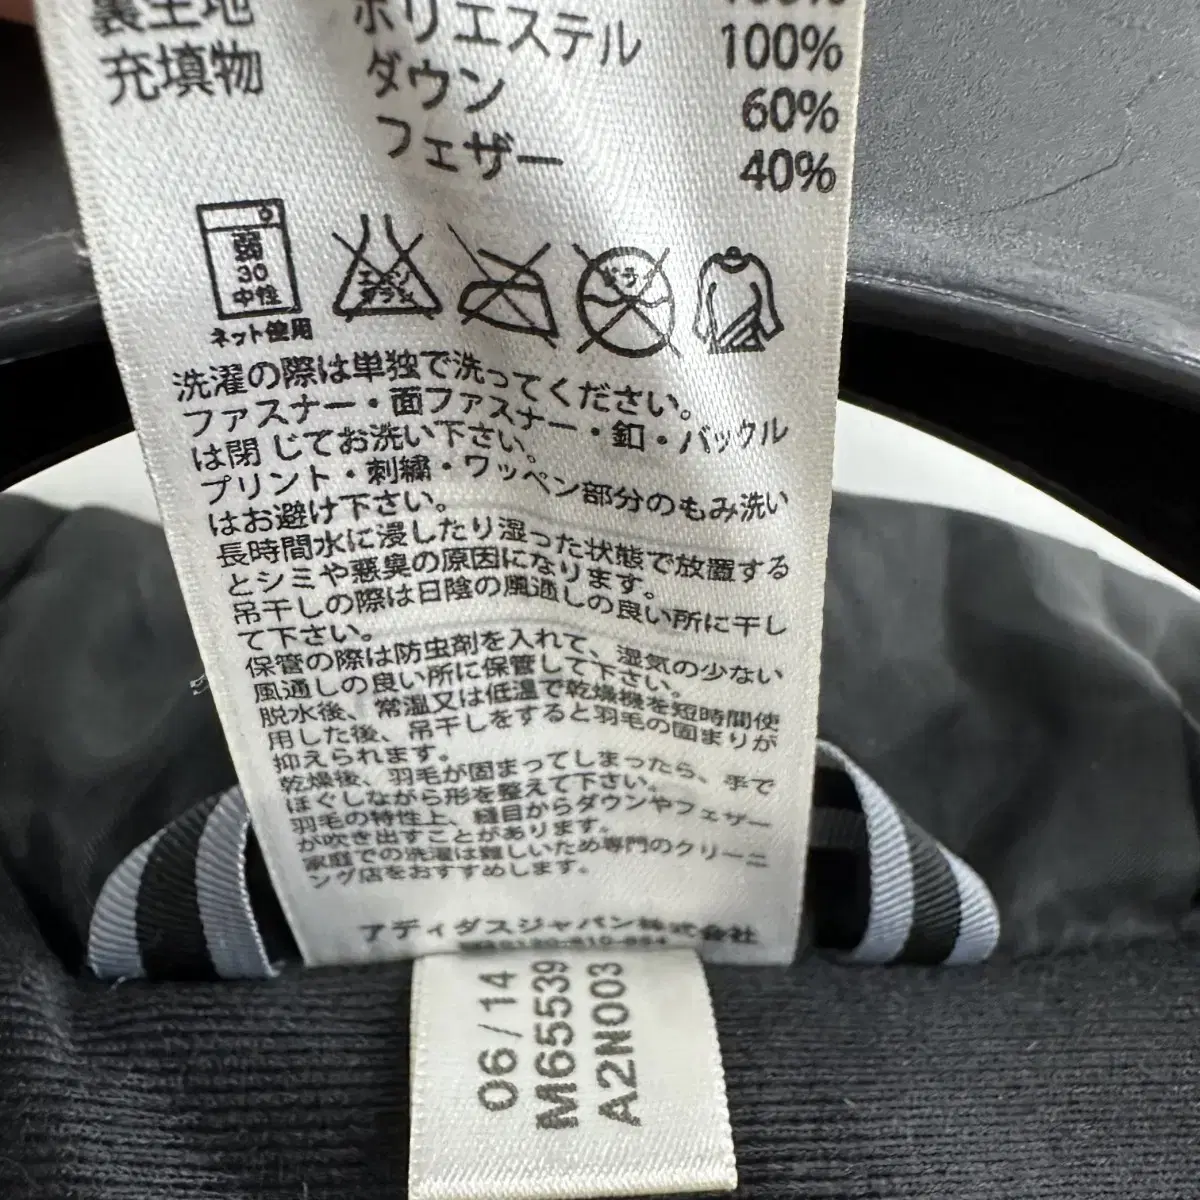 裏生地 ポリエステル 100%
充填物 ダウン 60%
フェザー 40%
弱
30
中性
ネット使用
エンソ
サラシ
ドライ
洗濯の際は単独で洗ってください。
ファスナー・面ファスナー・釦・バックル
は閉じてお洗い下さい。
プリント・刺繍・ワッペン部分のもみ洗い
はお避け下さい。
長時間水に浸したり湿った状態で放置する
とシミや悪臭の原因になります。
吊干しの際は日陰の風通しの良い所に干し
て下さい。
保管の際は防虫剤を入れて、湿気の少ない
風通しの良い所に保管して下さい。
脱水後、常温又は低温で乾燥機を短時間使
用した後、吊干しをすると羽毛の固まりが
抑えられます。
乾燥後、羽毛が固まってしまったら、手で
ほぐしながら形を整えて下さい。
羽毛の特性上、縫目からダウンやフェザー
が吹き出すことがあります。
家庭での洗濯は難しいため専門のクリーニ
ング店をおすすめします。
アディダスジャパン株式会社
06/14
M65539
A2N003